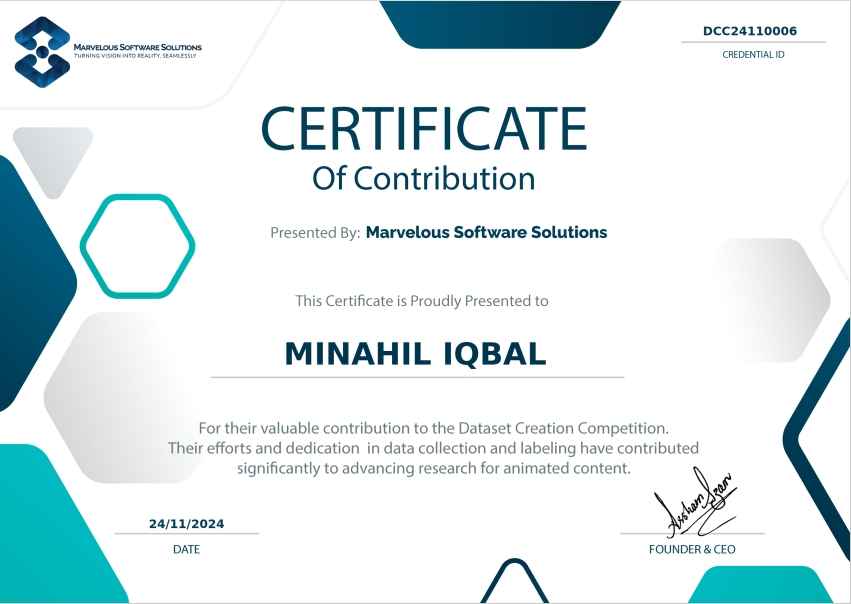 MARVELOUS SOFTWARE SOLUTIONS
TURNING VISION INTO REALITY, SEAMLESSLY
DCC24110006
CREDENTIAL ID
CERTIFICATE
Of Contribution
Presented By: Marvelous Software Solutions
This Certificate is Proudly Presented to
MINAHIL IQBAL
For their valuable contribution to the Dataset Creation Competition.
Their efforts and dedication in data collection and labeling have contributed
significantly to advancing research for animated content.
24/11/2024
DATE
FOUNDER & CEO